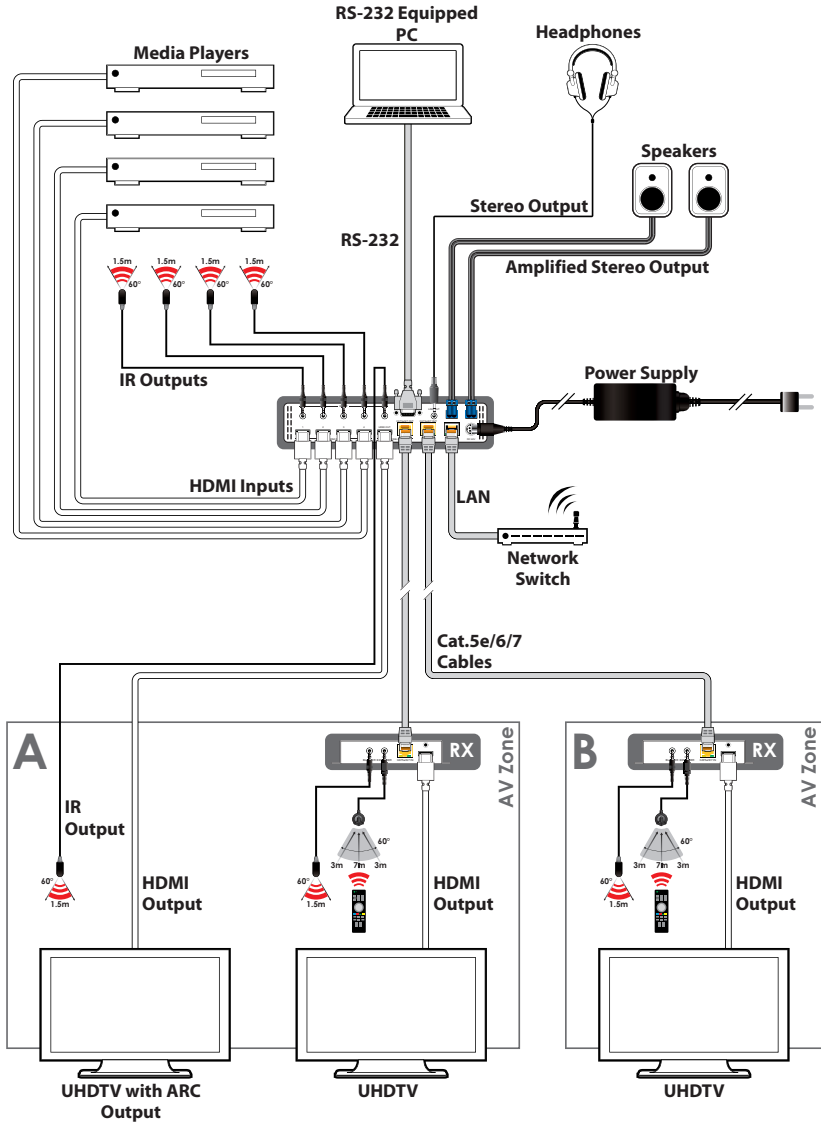 RS-232 Equipped
PC
Headphones
Media Players
Speakers
Stereo Output
RS-232
Amplified Stereo Output
1.5m
60°
1.5m
60°
1.5m
60°
1.5m
60°
IR Outputs
Power Supply
HDMI Inputs
LAN
Network
Switch
Cat.5e/6/7
Cables
A
RX
AV Zone
B
RX
AV Zone
IR
Output
60°
1.5m
HDMI
Output
60°
1.5m
60°
3m
7m
3m
HDMI
Output
60°
1.5m
60°
3m
7m
3m
HDMI
Output
UHDTV with ARC
Output
UHDTV
UHDTV